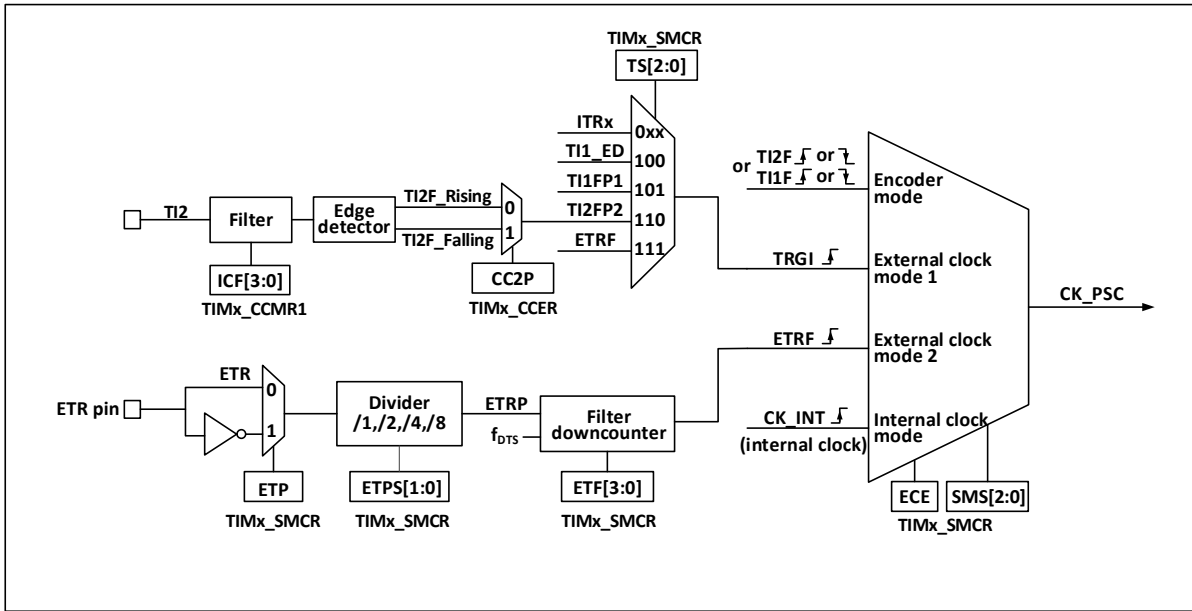 TIMx_SMCR
TS[2:0]
ITRx
0xx
TI1_ED
100
TI1FP1
101
TI2FP2
110
ETRF
111
TI2
Filter
Edge
detector
TI2F_Rising
TI2F_Falling
0
1
ICF[3:0]
TIMx_CCMR1
CC2P
TIMx_CCER
or TI2F or
TI1F or
Encoder
mode
TRGI
External clock
mode 1
ETRF
External clock
mode 2
CK_INT
(internal clock)
Internal clock
mode
CK_PSC
ECE
SMS[2:0]
TIMx_SMCR
ETR pin
ETR
0
1
Divider
/1,/2,/4,/8
ETRP
fDTS
Filter
downcounter
ETP
TIMx_SMCR
ETPS[1:0]
TIMx_SMCR
ETF[3:0]
TIMx_SMCR